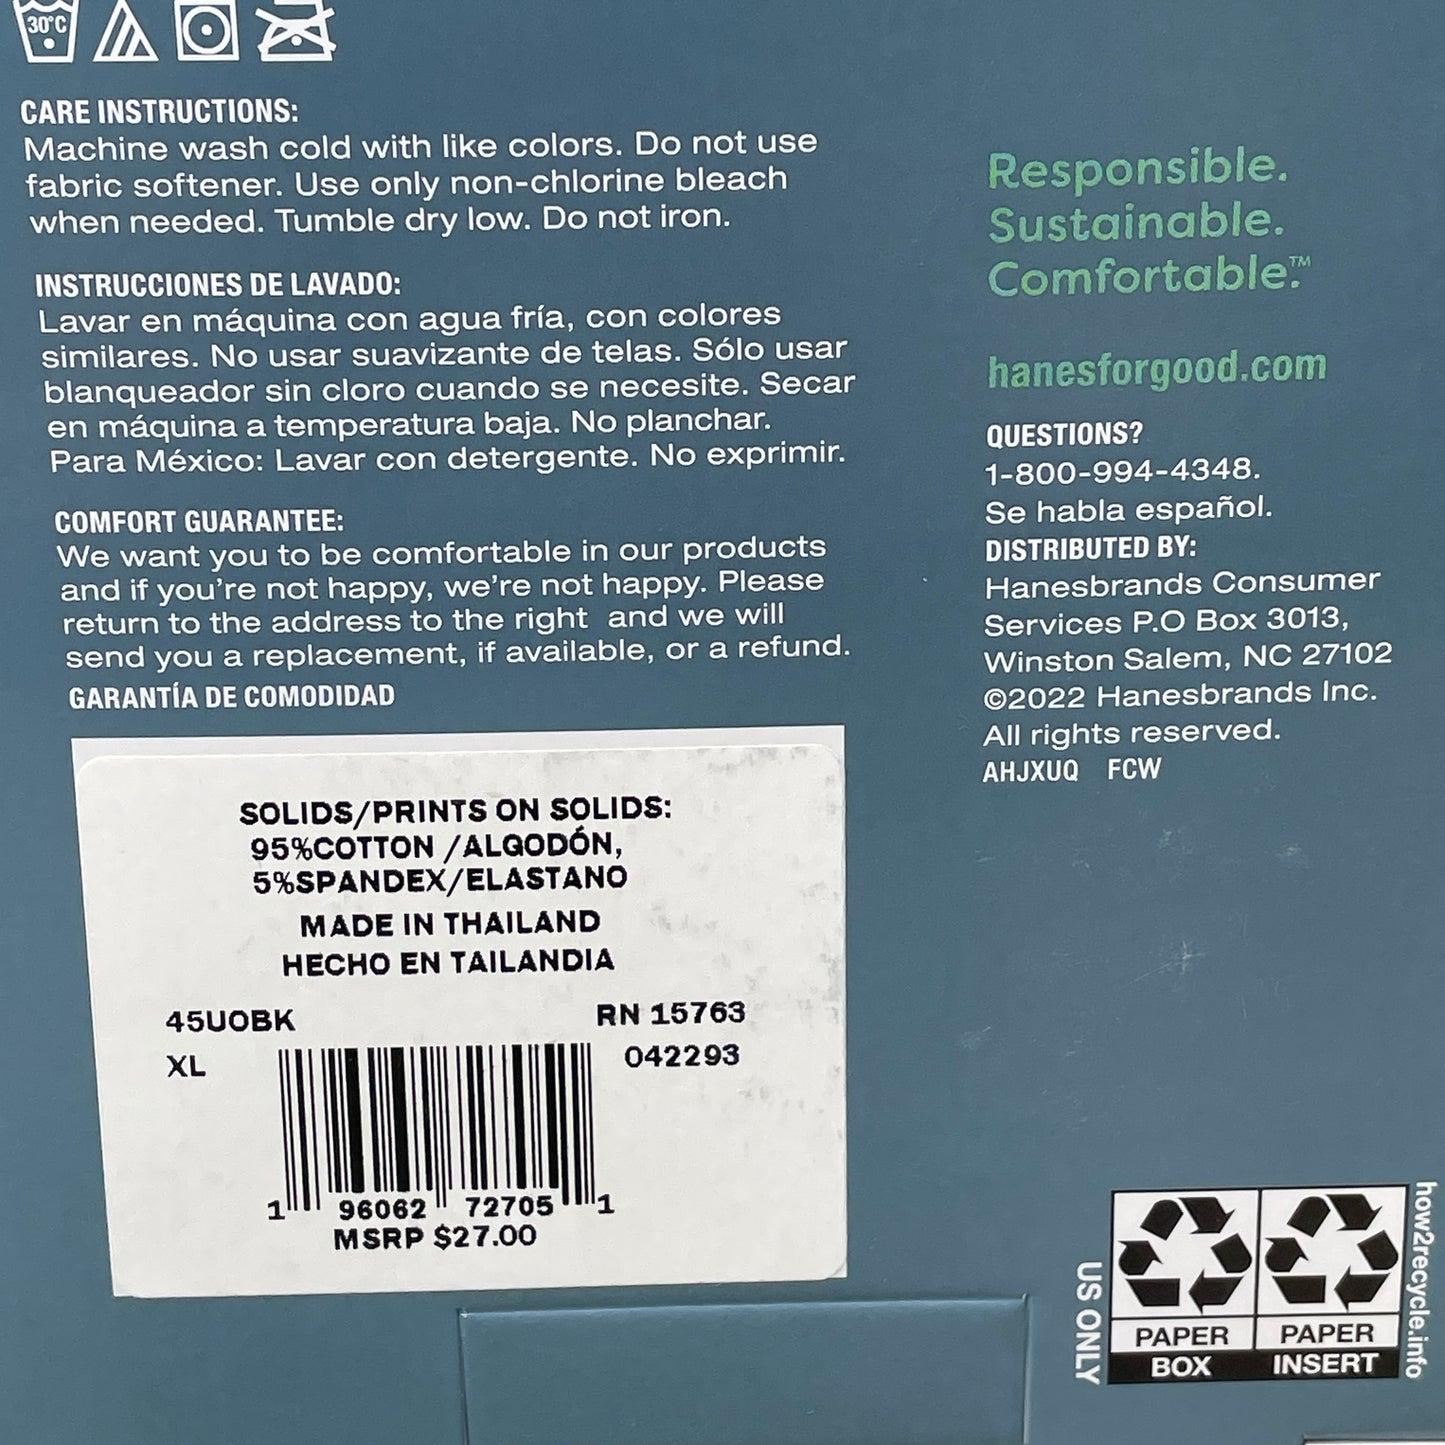 30°C
CARE INSTRUCTIONS:
Machine wash cold with like colors. Do not use
fabric softener. Use only non-chlorine bleach
when needed. Tumble dry low. Do not iron.
INSTRUCCIONES DE LAVADO:
Lavar en máquina con agua fría, con colores
similares. No usar suavizante de telas. Sólo usar
blanqueador sin cloro cuando se necesite. Secar
en máquina a temperatura baja. No planchar.
Para México: Lavar con detergente. No exprimir.
COMFORT GUARANTEE:
We want you to be comfortable in our products
and if you're not happy, we're not happy. Please
return to the address to the right and we will
send you a replacement, if available, or a refund.
GARANTÍA DE COMODIDAD
SOLIDS/PRINTS ON SOLIDS:
95%COTTON /ALGODÓN,
5%SPANDEX/ELASTANO
MADE IN THAILAND
HECHO EN TAILANDIA
45UOBK
RN 15763
XL
042293
1 96062 72705 1
MSRP $27.00
Responsible.
Sustainable.
Comfortable.™
hanesforgood.com
QUESTIONS?
1-800-994-4348.
Se habla español.
DISTRIBUTED BY:
Hanesbrands Consumer
Services P.O Box 3013,
Winston Salem, NC 27102
©2022 Hanesbrands Inc.
All rights reserved.
AHJXUQ FCW
US ONLY
PAPER
BOX
PAPER
INSERT
how2recycle.info